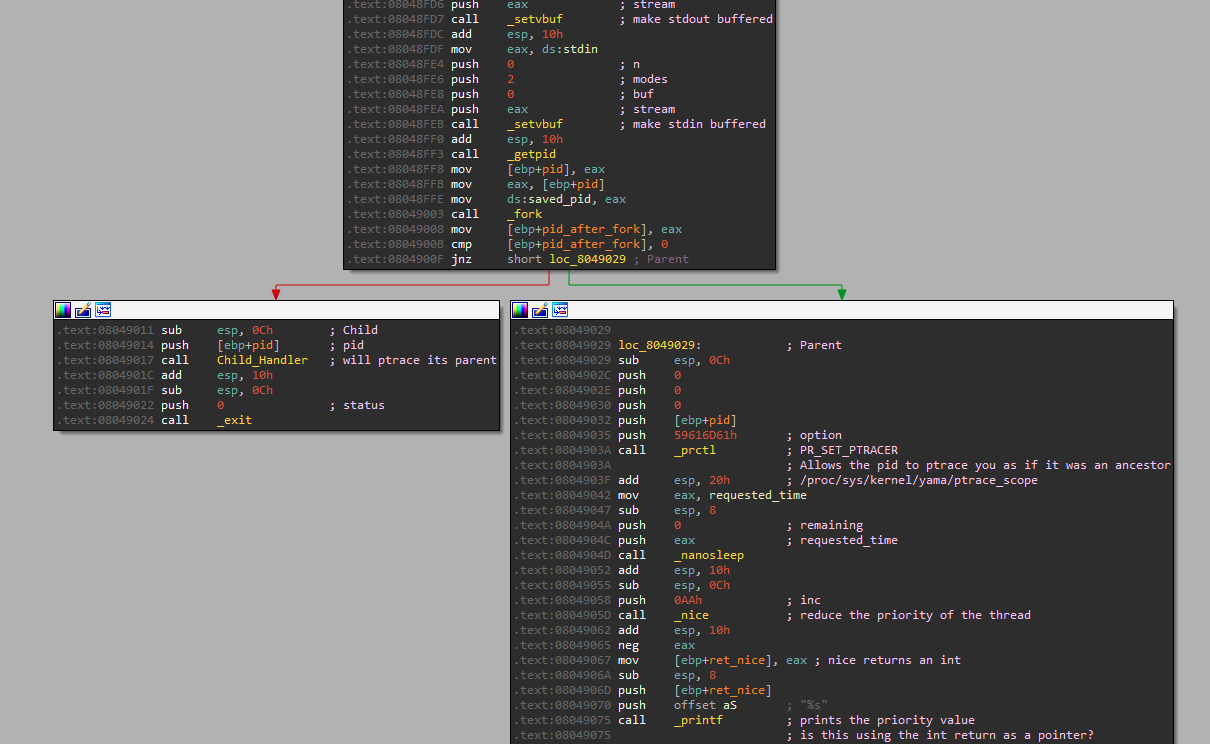 .text:08048FD6 push eax ; stream
.text:08048FD7 call _setvbuf ; make stdout buffered
.text:08048FDC add esp, 10h
.text:08048FDF mov eax, ds:stdin
.text:08048FE4 push 0 ; n
.text:08048FE6 push 2 ; modes
.text:08048FE8 push 0 ; buf
.text:08048FEA push eax ; stream
.text:08048FEB call _setvbuf ; make stdin buffered
.text:08048FF0 add esp, 10h
.text:08048FF3 call _getpid
.text:08048FF8 mov [ebp+pid], eax
.text:08048FFB mov eax, [ebp+pid]
.text:08048FFE mov ds:saved_pid, eax
.text:08049003 call _fork
.text:08049008 mov [ebp+pid_after_fork], eax
.text:0804900B cmp [ebp+pid_after_fork], 0
.text:0804900F jnz short loc_8049029 ; Parent
.text:08049011 sub esp, 0Ch ; Child
.text:08049014 push [ebp+pid] ; pid
.text:08049017 call Child_Handler ; will ptrace its parent
.text:0804901C add esp, 10h
.text:0804901F sub esp, 0Ch
.text:08049022 push 0 ; status
.text:08049024 call _exit
.text:08049029
.text:08049029 loc_8049029: ; Parent
.text:08049029 sub esp, 0Ch
.text:0804902C push 0
.text:0804902E push 0
.text:08049030 push 0
.text:08049032 push [ebp+pid]
.text:08049035 push 59616D61h ; option
.text:0804903A call _prctl ; PR_SET_PTRACER
.text:0804903A ; Allows the pid to ptrace you as if it was an ancestor
.text:0804903F add esp, 20h ; /proc/sys/kernel/yama/ptrace_scope
.text:08049042 mov eax, requested_time
.text:08049047 sub esp, 8
.text:0804904A push 0 ; remaining
.text:0804904C push eax ; requested_time
.text:0804904D call _nanosleep
.text:08049052 add esp, 10h
.text:08049055 sub esp, 0Ch
.text:08049058 push 0AAh ; inc
.text:0804905D call _nice ; reduce the priority of the thread
.text:08049062 add esp, 10h
.text:08049065 neg eax
.text:08049067 mov [ebp+ret_nice], eax ; nice returns an int
.text:0804906A sub esp, 8
.text:0804906D push [ebp+ret_nice]
.text:08049070 push offset aS ; "%s"
.text:08049075 call _printf ; prints the priority value
.text:08049075 ; is this using the int return as a pointer?